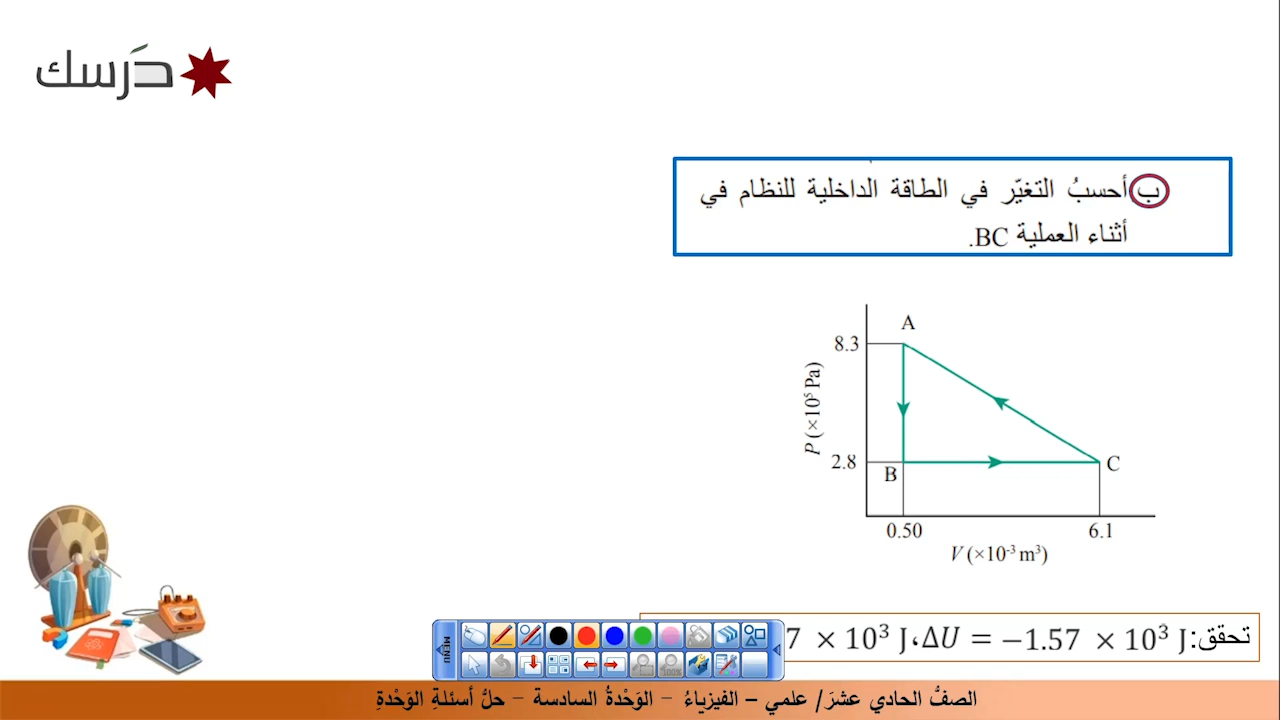 دَرسك
ب أحسبُ التغيّر في الطاقة الداخلية للنظام في
أثناء العملية BC.
A
8.3
P (×10⁵ Pa)
2.8
B
C
0.50
6.1
V (×10⁻³ m³)
تحقق: 7 × 10³ J، ΔU = −1.57 × 10³ J
MENU
الصفُّ الحادي عشرَ/ علمي – الفيزياءُ – الوَحْدةُ السادسة – حلُّ أسئلةِ الوَحْدةِ